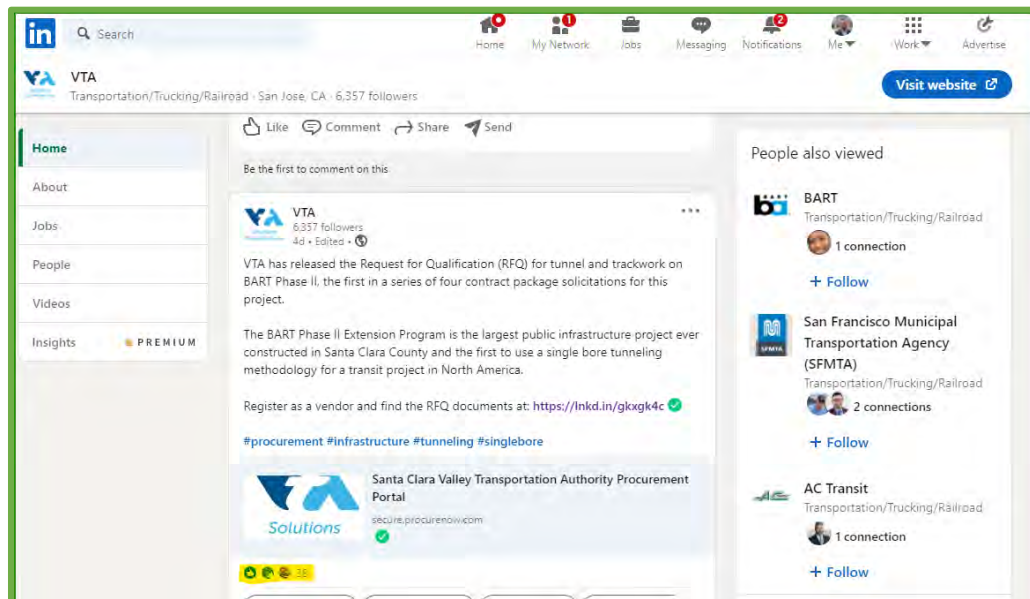 in
Search
Home
1
My Network
Jobs
Messaging
2
Notifications
Me
Work
Advertise
VTA
Transportation/Trucking/Railroad · San Jose, CA · 6,357 followers
Visit website
Home
About
Jobs
People
Videos
Insights PREMIUM
Like Comment Share Send
Be the first to comment on this
VTA
6,357 followers
4d • Edited •
VTA has released the Request for Qualification (RFQ) for tunnel and trackwork on
BART Phase II, the first in a series of four contract package solicitations for this
project.
The BART Phase II Extension Program is the largest public infrastructure project ever
constructed in Santa Clara County and the first to use a single bore tunneling
methodology for a transit project in North America.
Register as a vendor and find the RFQ documents at: https://lnkd.in/gkxgk4c
#procurement #infrastructure #tunneling #singlebore
Solutions
Santa Clara Valley Transportation Authority Procurement
Portal
secure.procurenow.com
38
People also viewed
BART
Transportation/Trucking/Railroad
1 connection
+ Follow
SFMTA
San Francisco Municipal
Transportation Agency
(SFMTA)
Transportation/Trucking/Railroad
2 connections
+ Follow
AC Transit
Transportation/Trucking/Railroad
1 connection
+ Follow